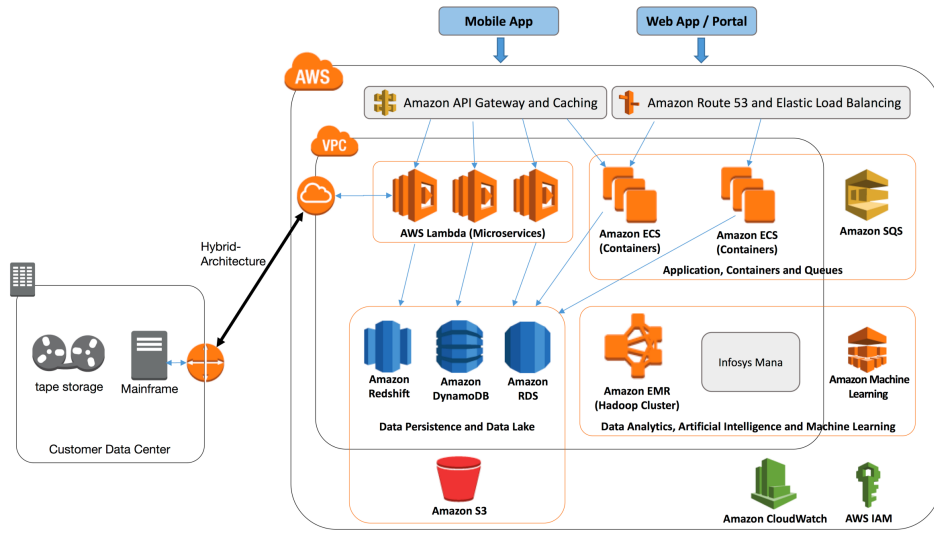 Mobile App
Web App / Portal
AWS
Amazon API Gateway and Caching
Amazon Route 53 and Elastic Load Balancing
VPC
AWS Lambda (Microservices)
Amazon ECS
(Containers)
Amazon ECS
(Containers)
Amazon SQS
Application, Containers and Queues
Hybrid-
Architecture
tape storage
Mainframe
Customer Data Center
Amazon
Redshift
Amazon
DynamoDB
Amazon
RDS
Data Persistence and Data Lake
Amazon EMR
(Hadoop Cluster)
Infosys Mana
Amazon Machine
Learning
Data Analytics, Artificial Intelligence and Machine Learning
Amazon S3
Amazon CloudWatch
AWS IAM